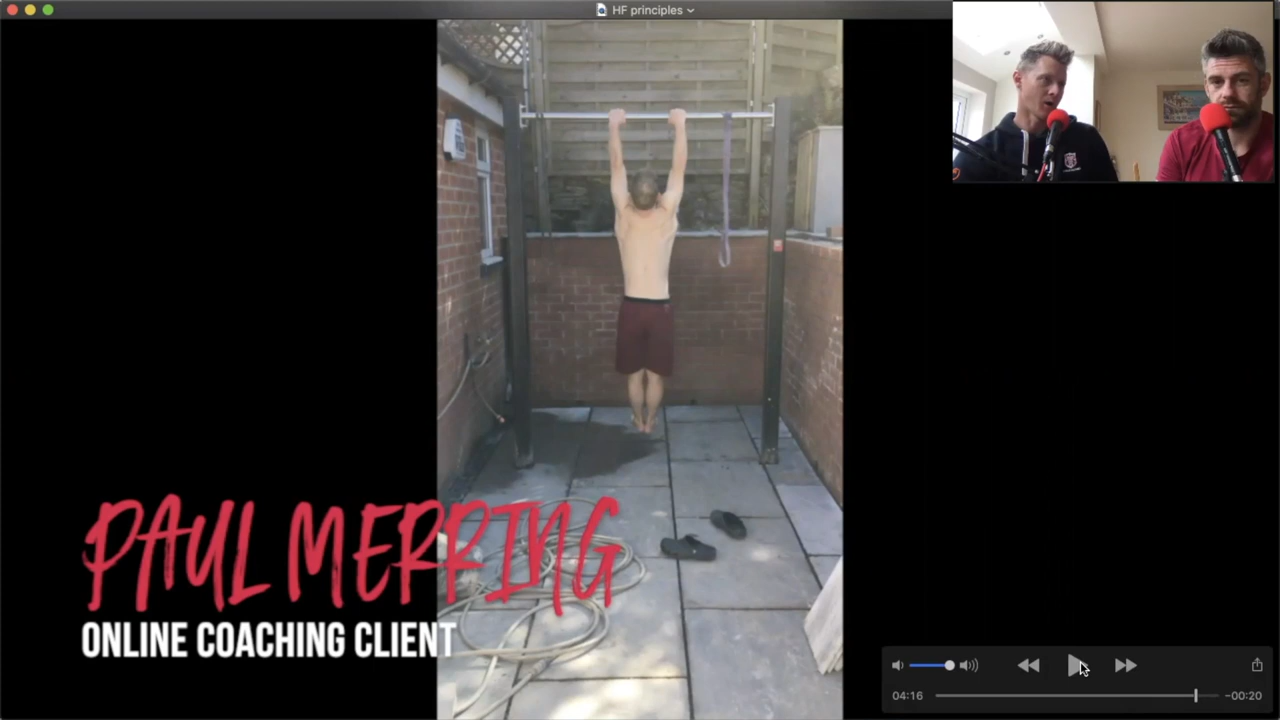 HF principles
PAUL MERRING
ONLINE COACHING CLIENT
04:16
-00:20